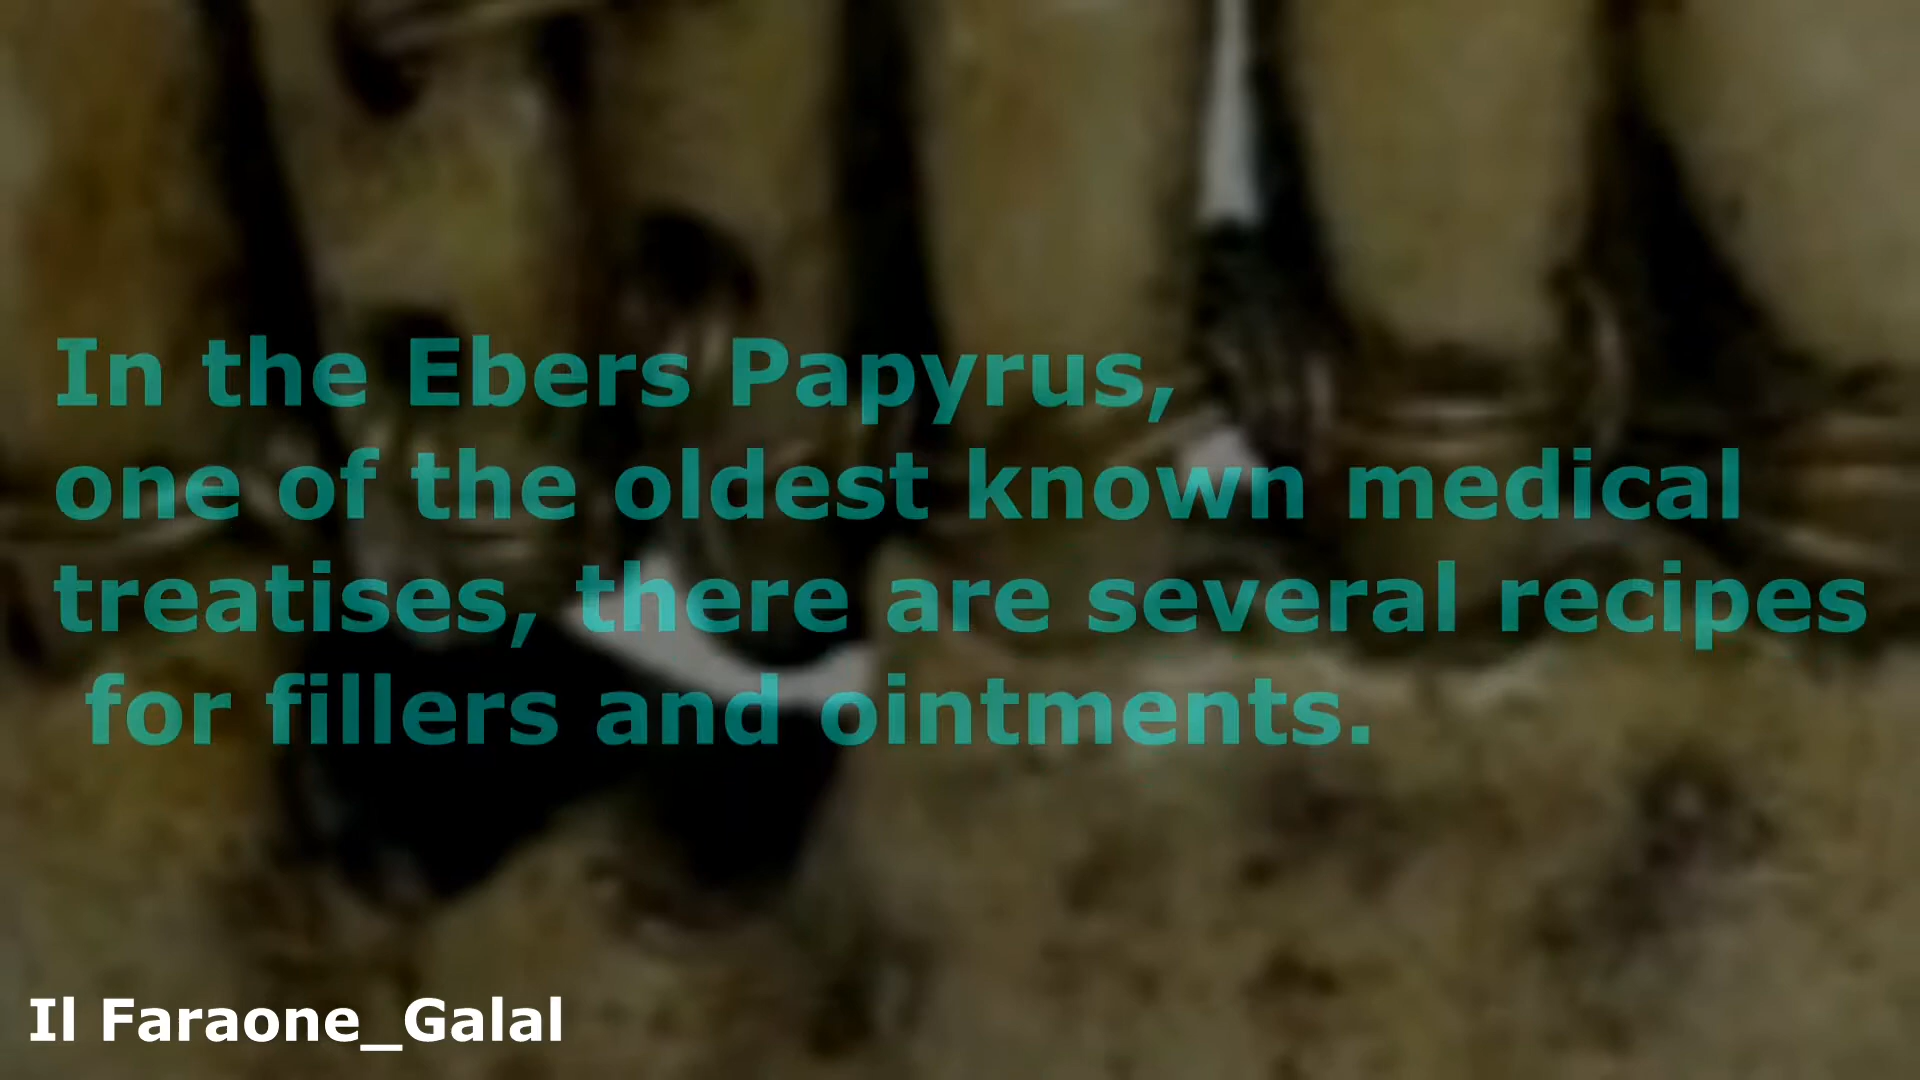 In the Ebers Papyrus,
one of the oldest known medical
treatises, there are several recipes
for fillers and ointments.
Il Faraone_Galal